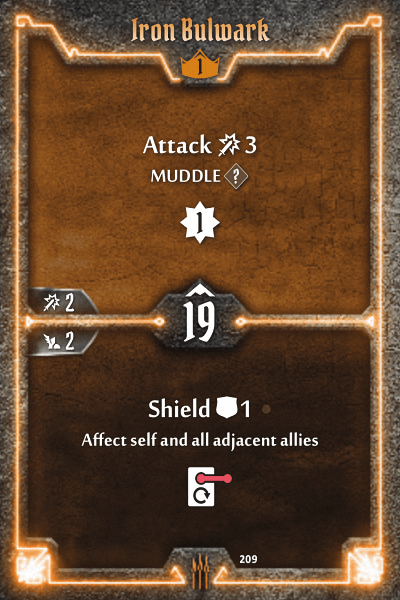 Iron Bulwark
1
Attack 3
MUDDLE ?
1
2
19
2
Shield 1
Affect self and all adjacent allies
209